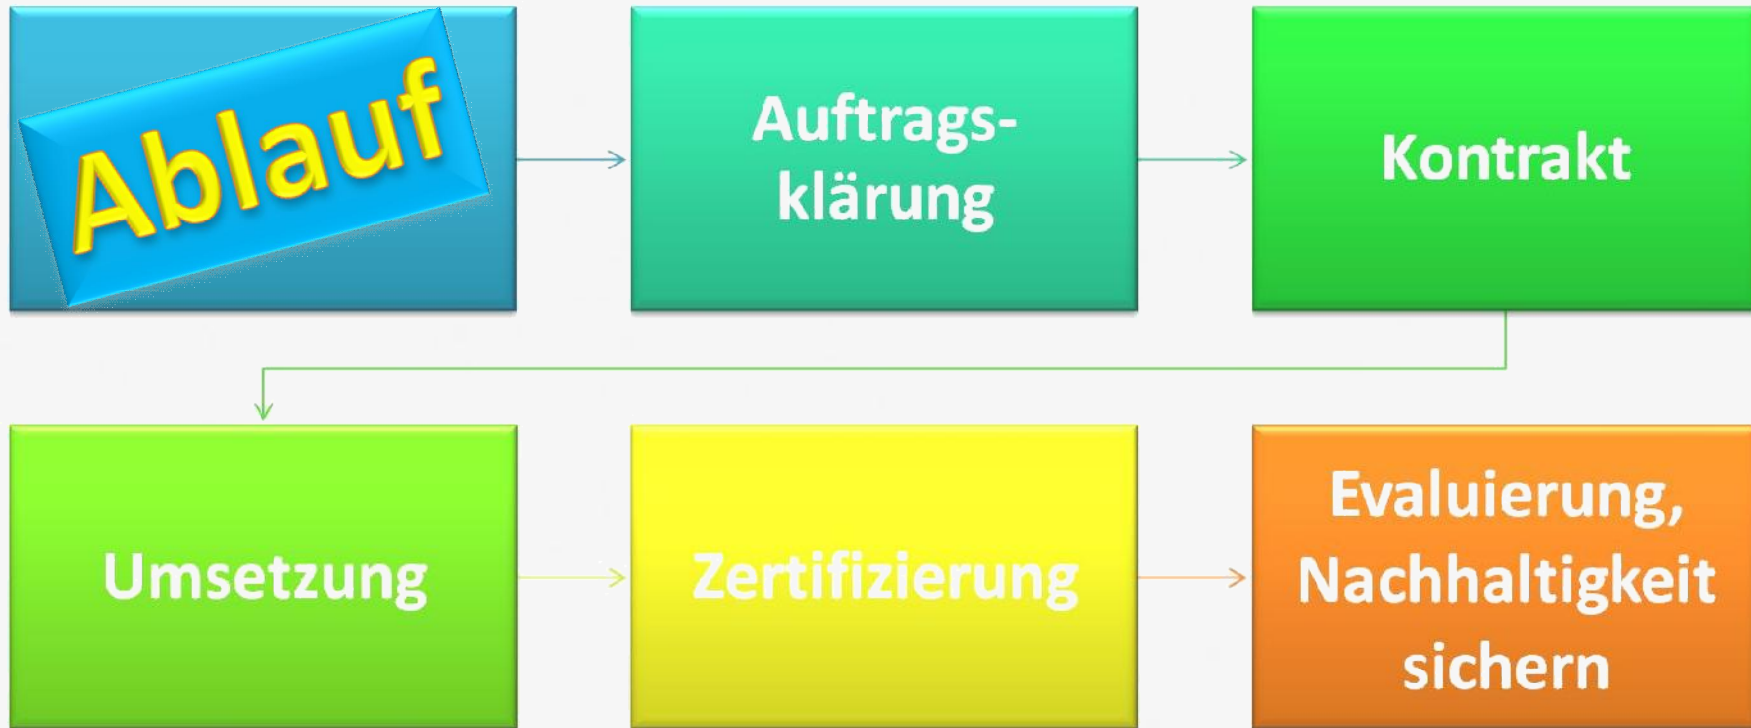 Ablauf
Auftrags-
klärung
Kontrakt
Umsetzung
Zertifizierung
Evaluierung,
Nachhaltigkeit
sichern